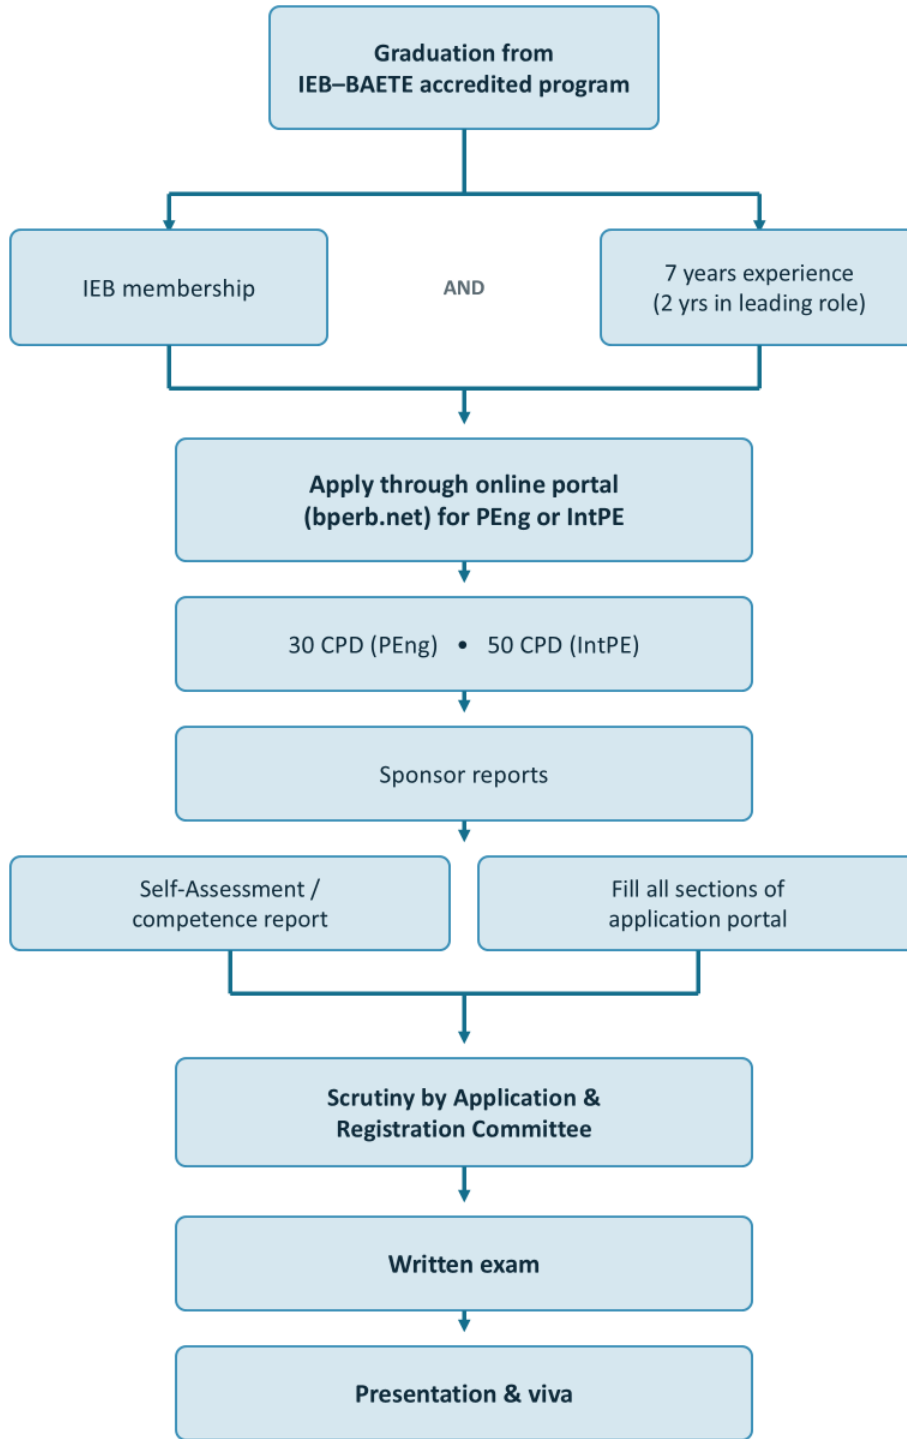 Graduation from
IEB–BAETE accredited program
IEB membership
AND
7 years experience
(2 yrs in leading role)
Apply through online portal
(bperb.net) for PEng or IntPE
30 CPD (PEng) • 50 CPD (IntPE)
Sponsor reports
Self-Assessment /
competence report
Fill all sections of
application portal
Scrutiny by Application &
Registration Committee
Written exam
Presentation & viva